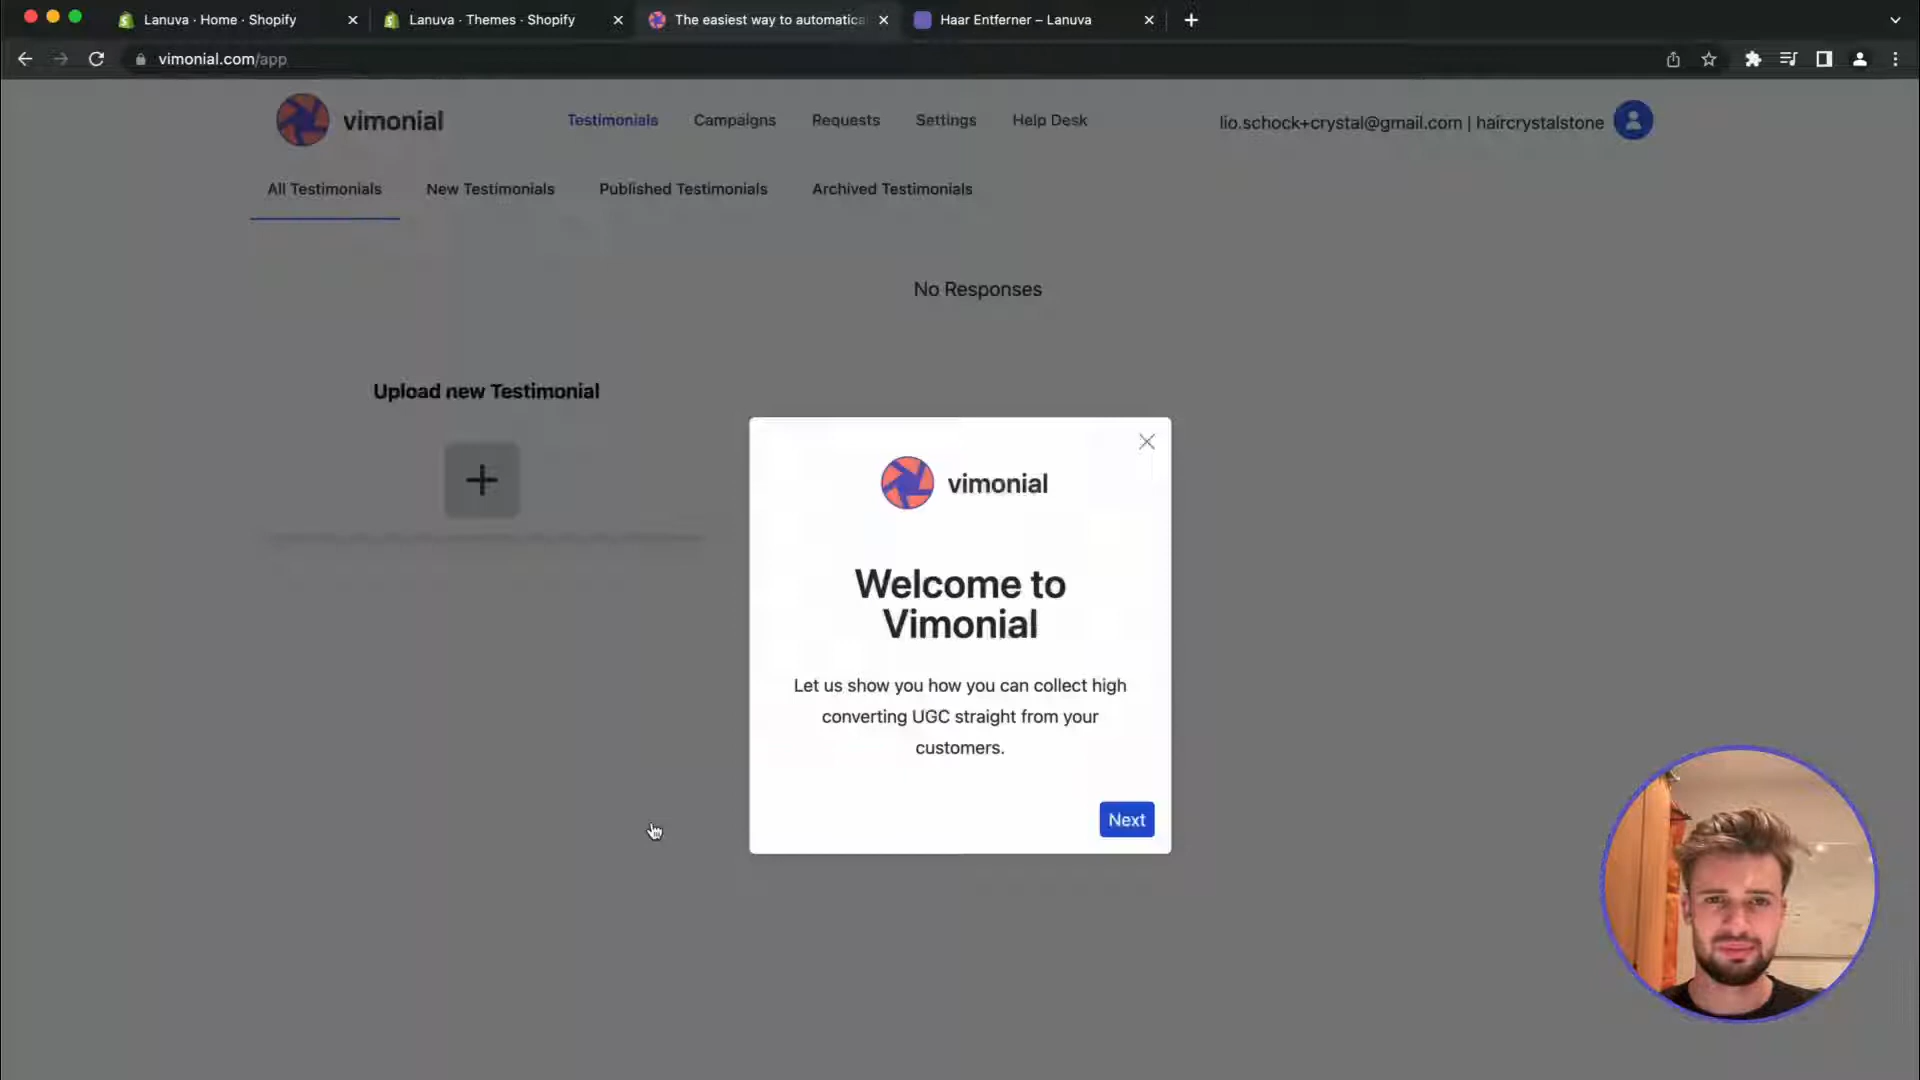 Lanuva · Home · Shopify
Lanuva · Themes · Shopify
The easiest way to automatica
Haar Entferner – Lanuva
vimonial.com/app
vimonial
Testimonials
Campaigns
Requests
Settings
Help Desk
lio.schock+crystal@gmail.com | haircrystalstone
All Testimonials
New Testimonials
Published Testimonials
Archived Testimonials
No Responses
Upload new Testimonial
vimonial
Welcome to
Vimonial
Let us show you how you can collect high
converting UGC straight from your
customers.
Next